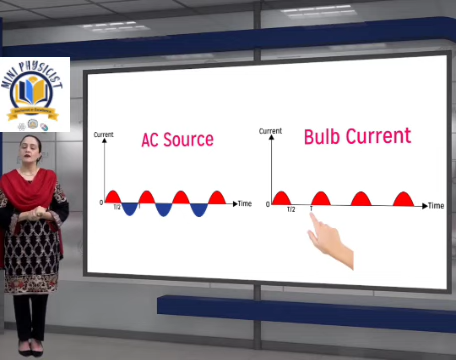 MINI PHYSICIST
AC Source
Current
0
T/2
T
Time
Bulb Current
Current
0
T/2
T
Time